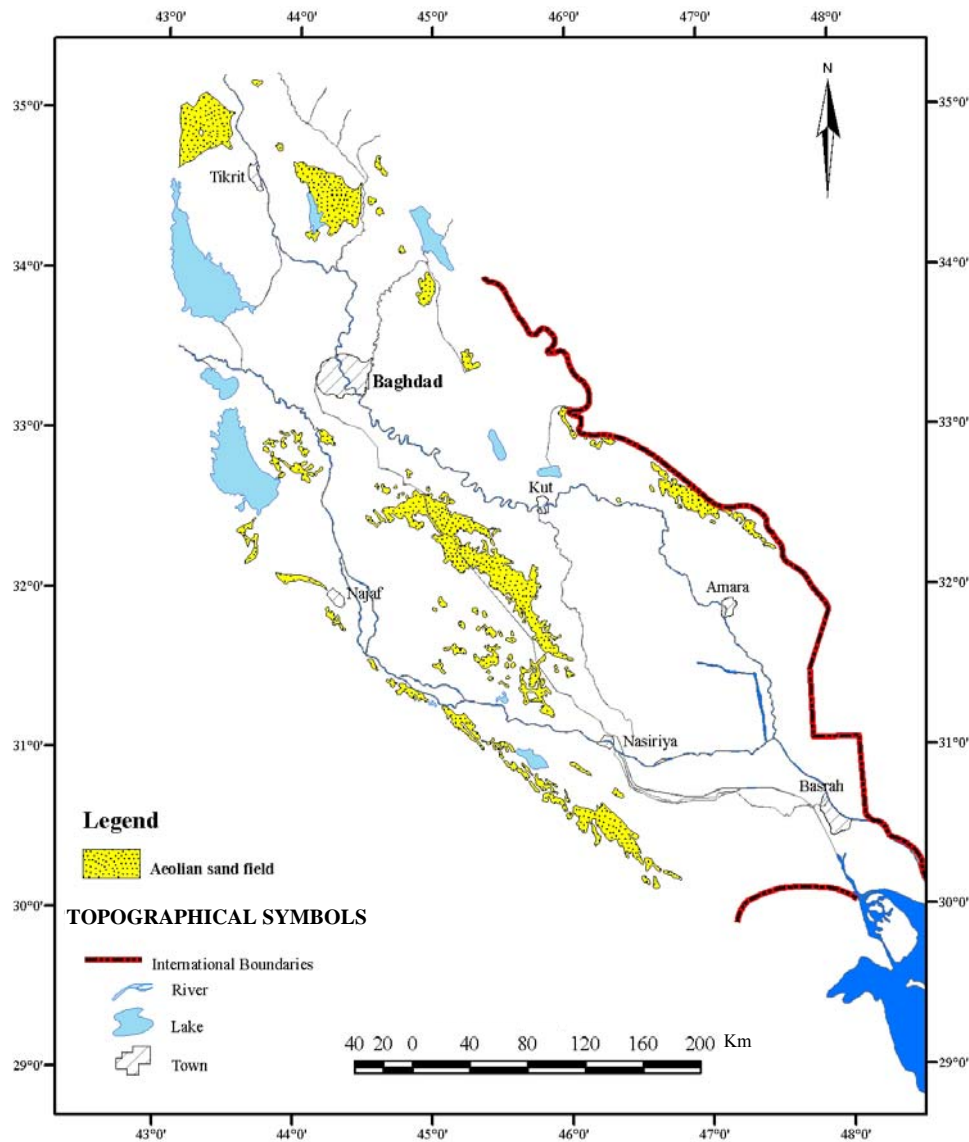 43°0' 44°0' 45°0' 46°0' 47°0' 48°0'
N
35°0' 35°0'
Tikrit
34°0' 34°0'
Baghdad
33°0' 33°0'
Kut
32°0' 32°0'
Najaf
Amara
31°0' 31°0'
Nasiriya
Basrah
Legend
Aeolian sand field
30°0' 30°0'
TOPOGRAPHICAL SYMBOLS
International Boundaries
River
Lake
Town
40 20 0 40 80 120 160 200 Km
29°0' 29°0'
43°0' 44°0' 45°0' 46°0' 47°0' 48°0'